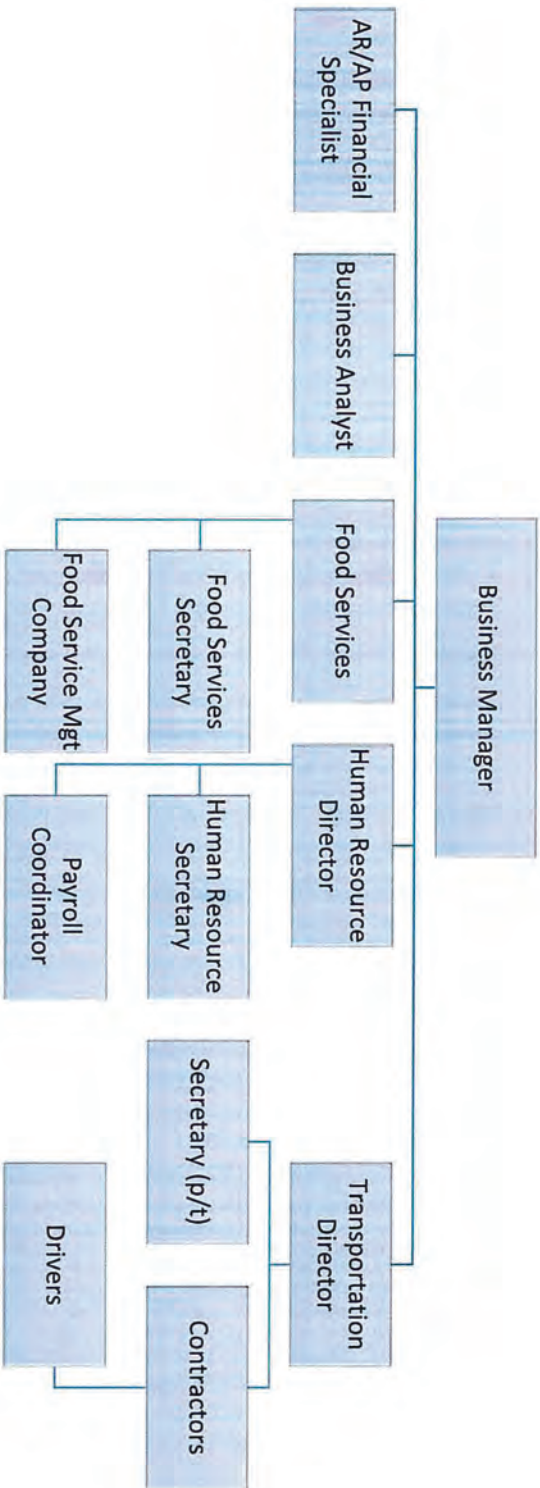 Business Manager
AR/AP Financial
Specialist
Business Analyst
Food Services
Human Resource
Director
Transportation
Director
Food Services
Secretary
Human Resource
Secretary
Secretary (p/t)
Contractors
Food Service Mgt
Company
Payroll
Coordinator
Drivers